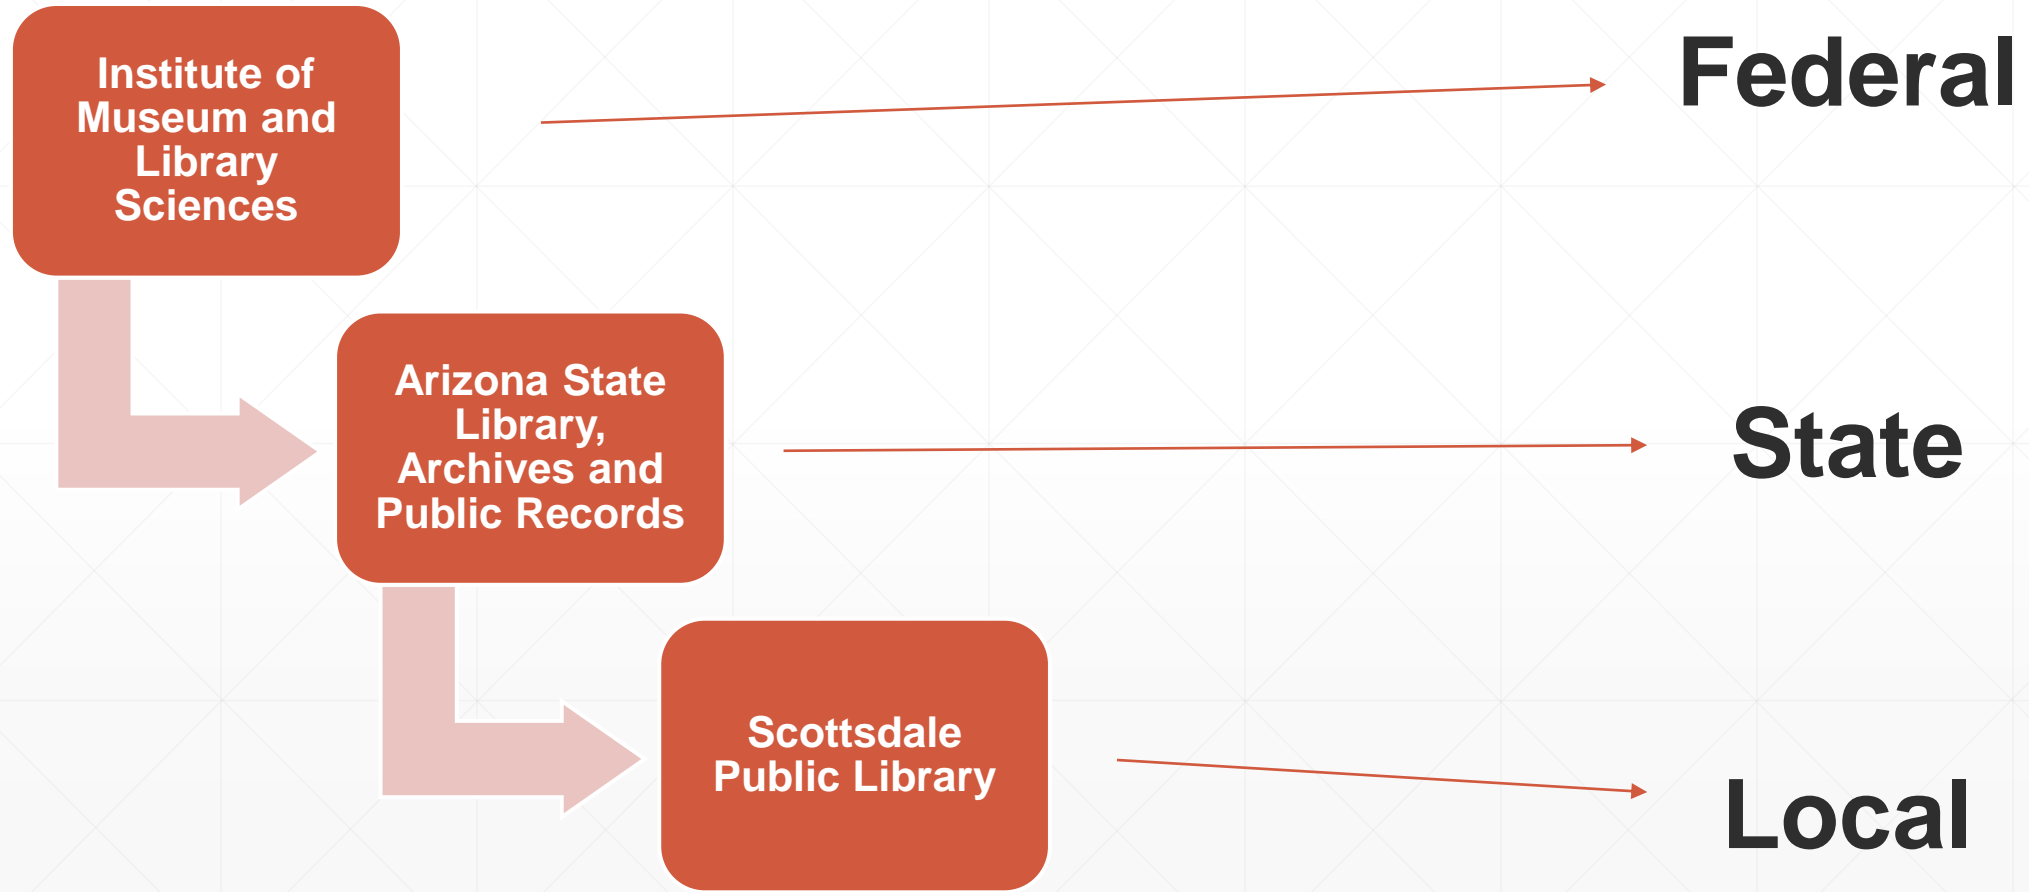 Institute of
Museum and
Library
Sciences
Federal
Arizona State
Library,
Archives and
Public Records
State
Scottsdale
Public Library
Local